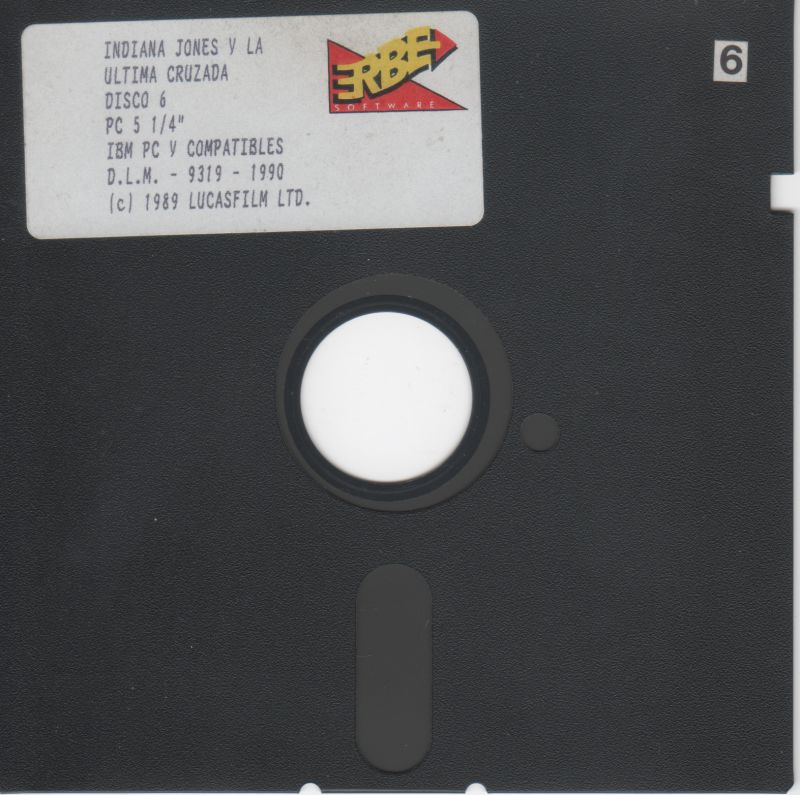 INDIANA JONES Y LA
ULTIMA CRUZADA
DISCO 6
PC 5 1/4"
IBM PC Y COMPATIBLES
D.L.M. - 9319 - 1990
(c) 1989 LUCASFILM LTD.
ERBE
SOFTWARE
6